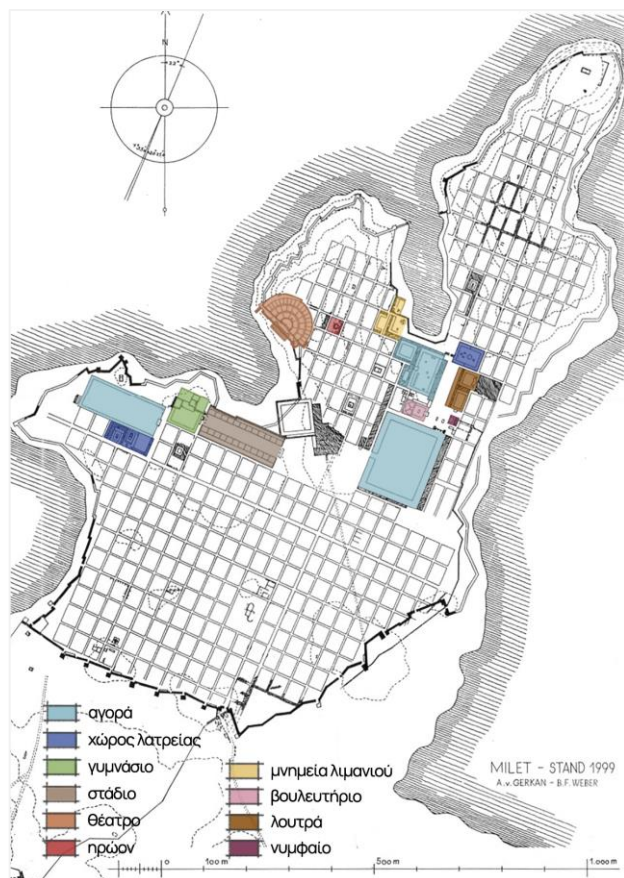 N
αγορά
χώρος λατρείας
γυμνάσιο
στάδιο
θέατρο
ηρώον
μνημεία λιμανιού
βουλευτήριο
λουτρά
νυμφαίο
MILET - STAND 1999
A.v. GERKAN - B.F. WEBER
0 100 m 500 m 1.000 m